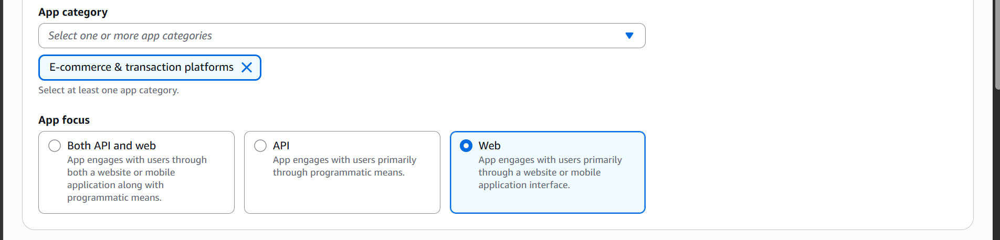 App category
Select one or more app categories
E-commerce & transaction platforms
Select at least one app category.
App focus
Both API and web
App engages with users through
both a website or mobile
application along with
programmatic means.
API
App engages with users primarily
through programmatic means.
Web
App engages with users primarily
through a website or mobile
application interface.